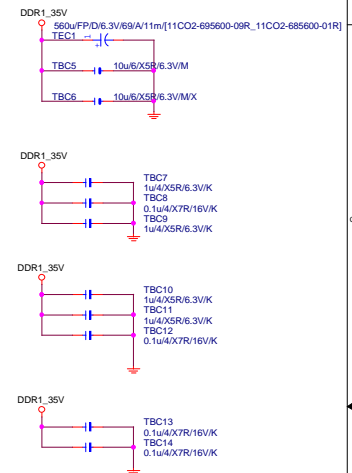 DDR1_35V
560u/FP/D/6.3V/69/A/11m/[11CO2-695600-09R_11CO2-685600-01R]
TEC1 1 +
TBC5 10u/6/X5R/6.3V/M
TBC6 10u/6/X5R/6.3V/M/X
DDR1_35V
TBC7
1u/4/X5R/6.3V/K
TBC8
0.1u/4/X7R/16V/K
TBC9
1u/4/X5R/6.3V/K
DDR1_35V
TBC10
1u/4/X5R/6.3V/K
TBC11
1u/4/X5R/6.3V/K
TBC12
0.1u/4/X7R/16V/K
DDR1_35V
TBC13
0.1u/4/X7R/16V/K
TBC14
0.1u/4/X7R/16V/K